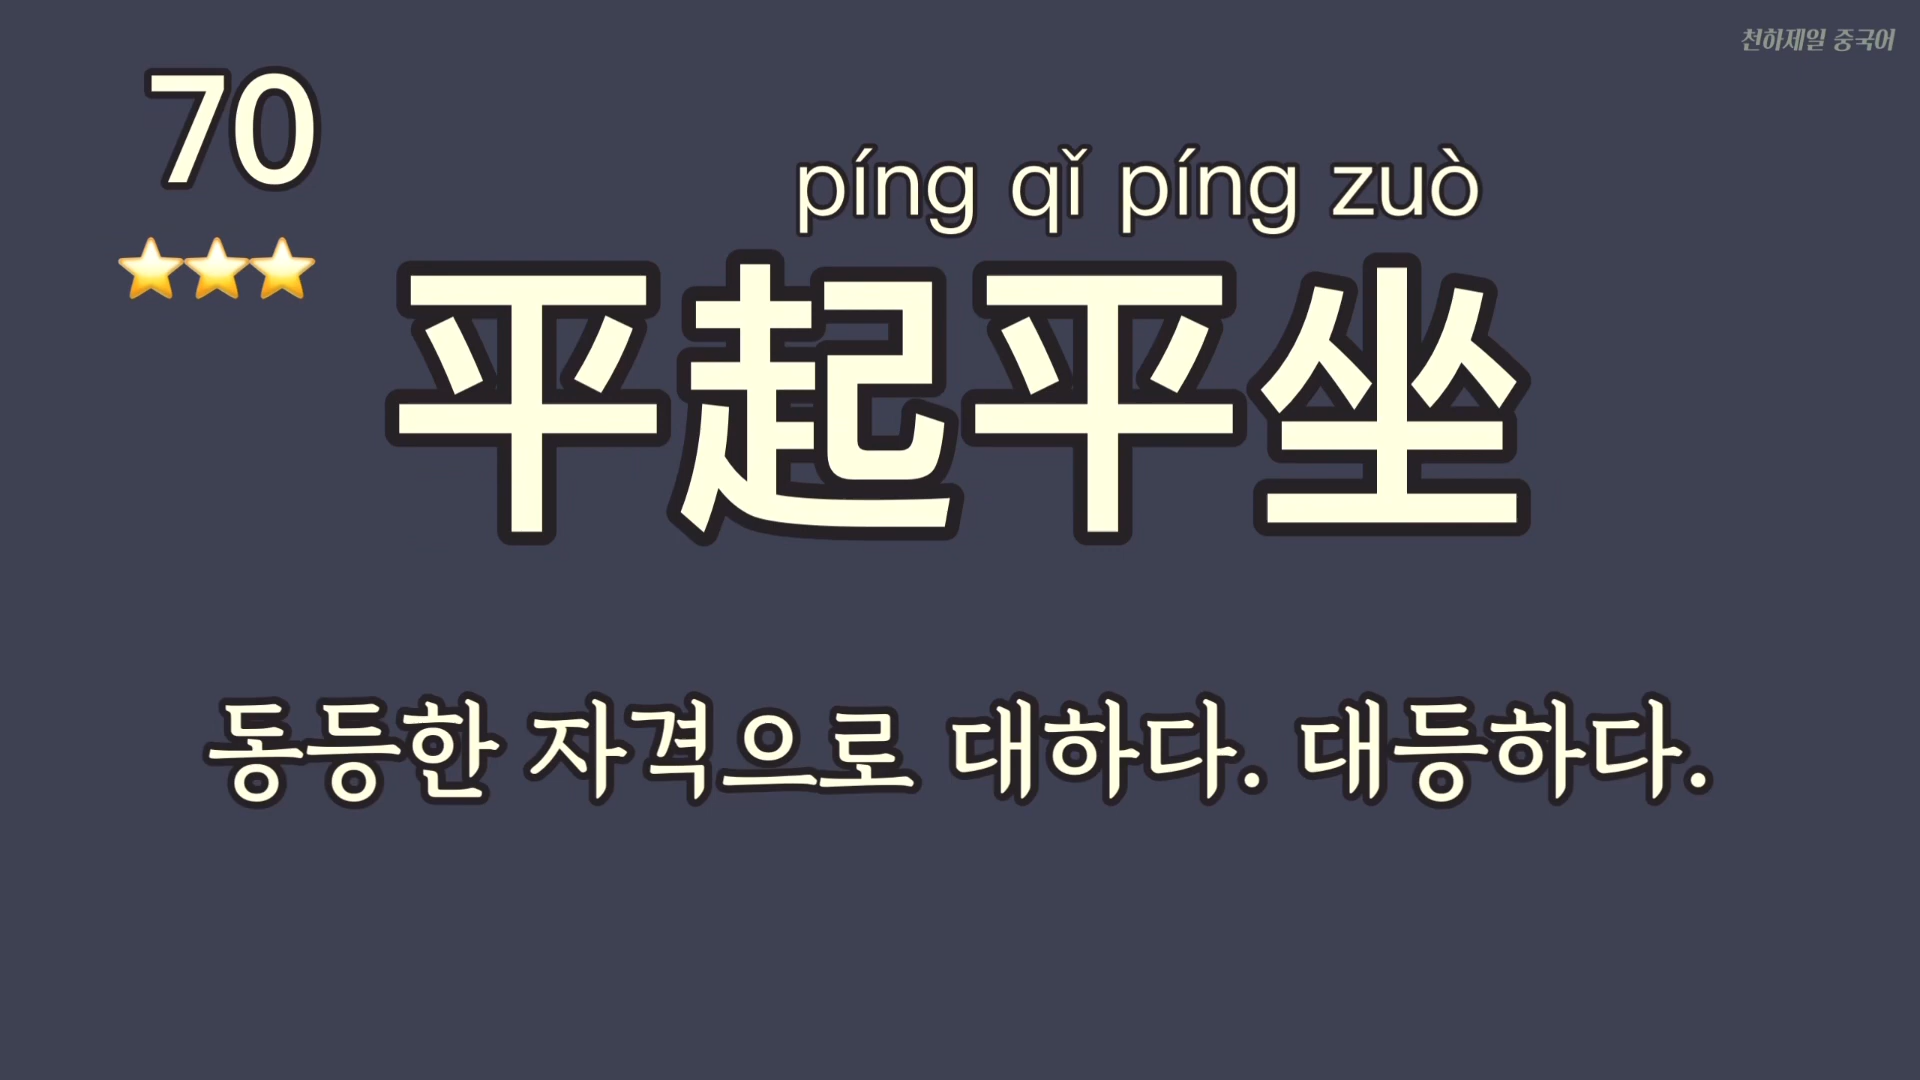 천하제일 중국어
70
píng qǐ píng zuò
⭐⭐⭐
平起平坐
동등한 자격으로 대하다. 대등하다.